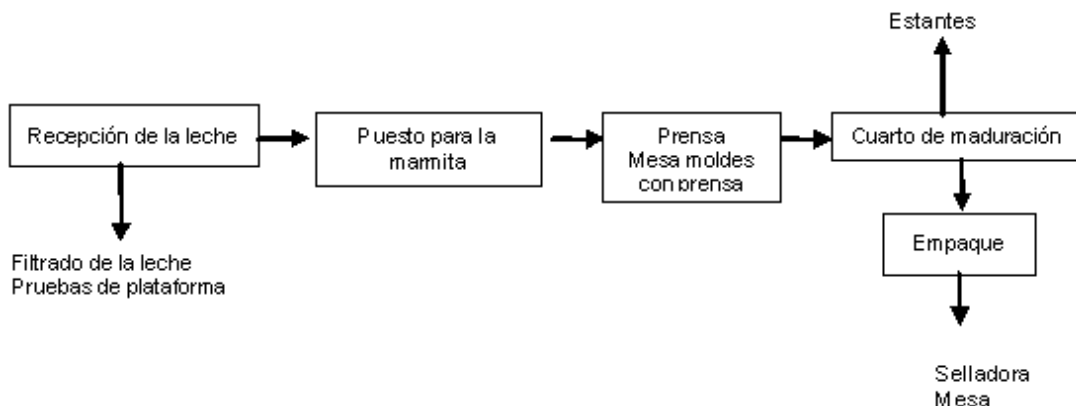 Estantes
Recepción de la leche
Puesto para la
marmita
Prensa
Mesa moldes
con prensa
Cuarto de maduración
Empaque
Filtrado de la leche
Pruebas de plataforma
Selladora
Mesa